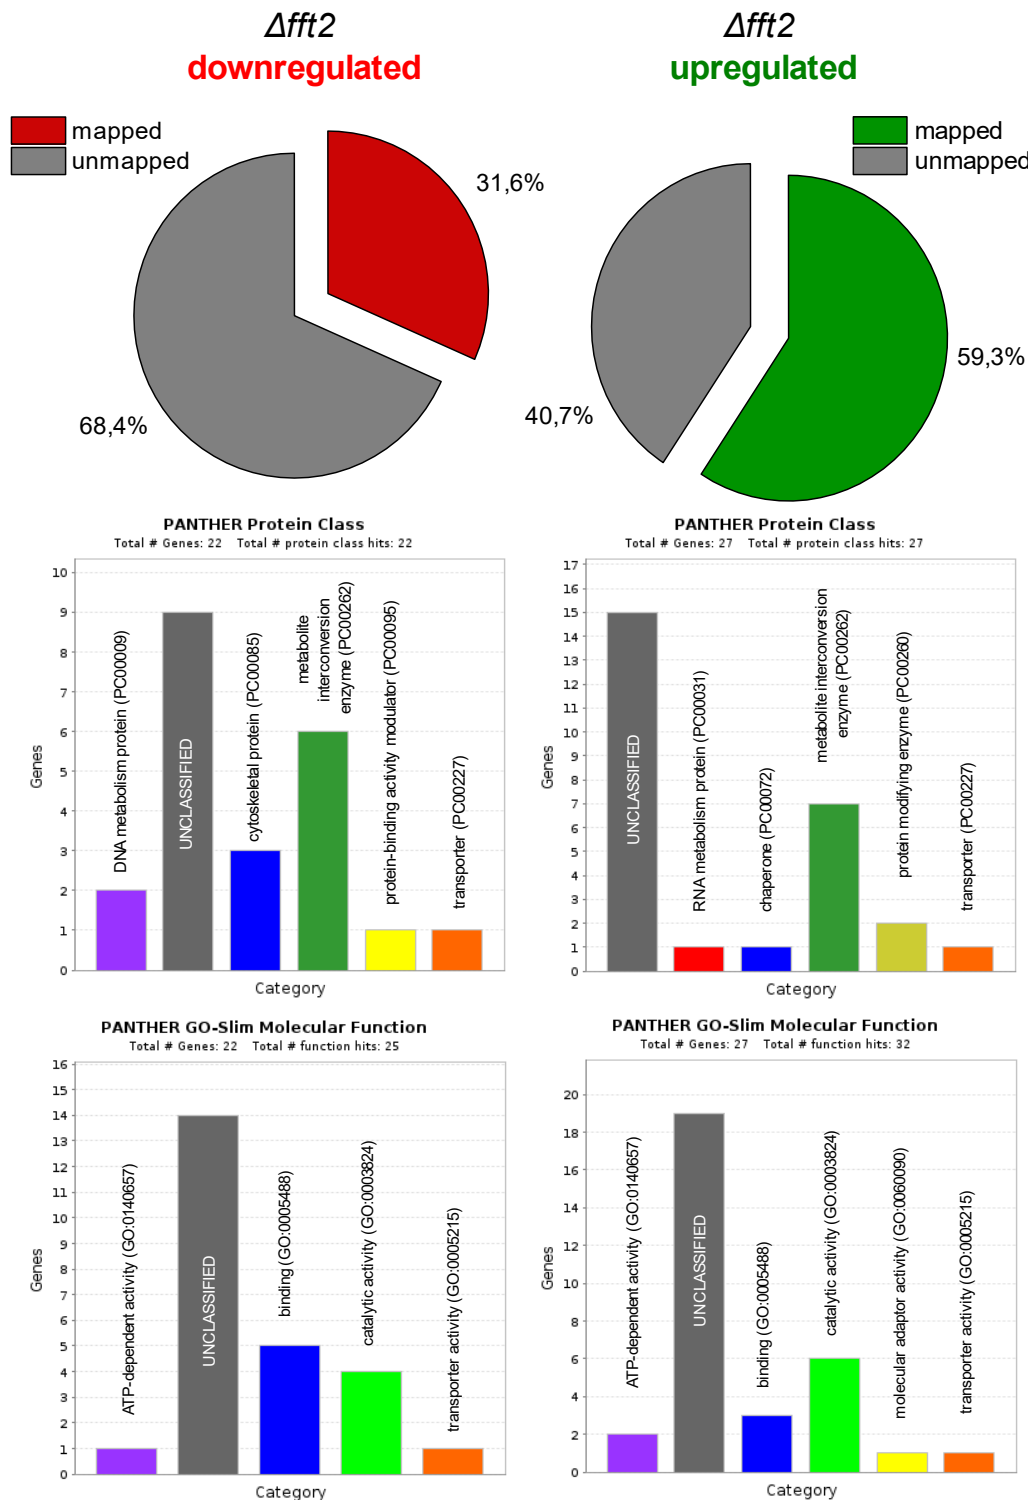 Δfft2
downregulated
mapped
unmapped
31,6%
68,4%
Δfft2
upregulated
mapped
unmapped
59,3%
40,7%
PANTHER Protein Class
Total # Genes: 22 Total # protein class hits: 22
10
9
8
7
6
5
4
3
2
1
0
Genes
DNA metabolism protein (PC00009)
UNCLASSIFIED
cytoskeletal protein (PC00085)
metabolite
interconversion
enzyme (PC00262)
protein-binding activity modulator (PC00095)
transporter (PC00227)
Category
PANTHER Protein Class
Total # Genes: 27 Total # protein class hits: 27
17
16
15
14
13
12
11
10
9
8
7
6
5
4
3
2
1
0
Genes
UNCLASSIFIED
RNA metabolism protein (PC00031)
chaperone (PC00072)
metabolite interconversion
enzyme (PC00262)
protein modifying enzyme (PC00260)
transporter (PC00227)
Category
PANTHER GO-Slim Molecular Function
Total # Genes: 22 Total # function hits: 25
16
15
14
13
12
11
10
9
8
7
6
5
4
3
2
1
0
Genes
ATP-dependent activity (GO:0140657)
UNCLASSIFIED
binding (GO:0005488)
catalytic activity (GO:0003824)
transporter activity (GO:0005215)
Category
PANTHER GO-Slim Molecular Function
Total # Genes: 27 Total # function hits: 32
20
18
16
14
12
10
8
6
4
2
0
Genes
ATP-dependent activity (GO:0140657)
UNCLASSIFIED
binding (GO:0005488)
catalytic activity (GO:0003824)
molecular adaptor activity (GO:0060090)
transporter activity (GO:0005215)
Category